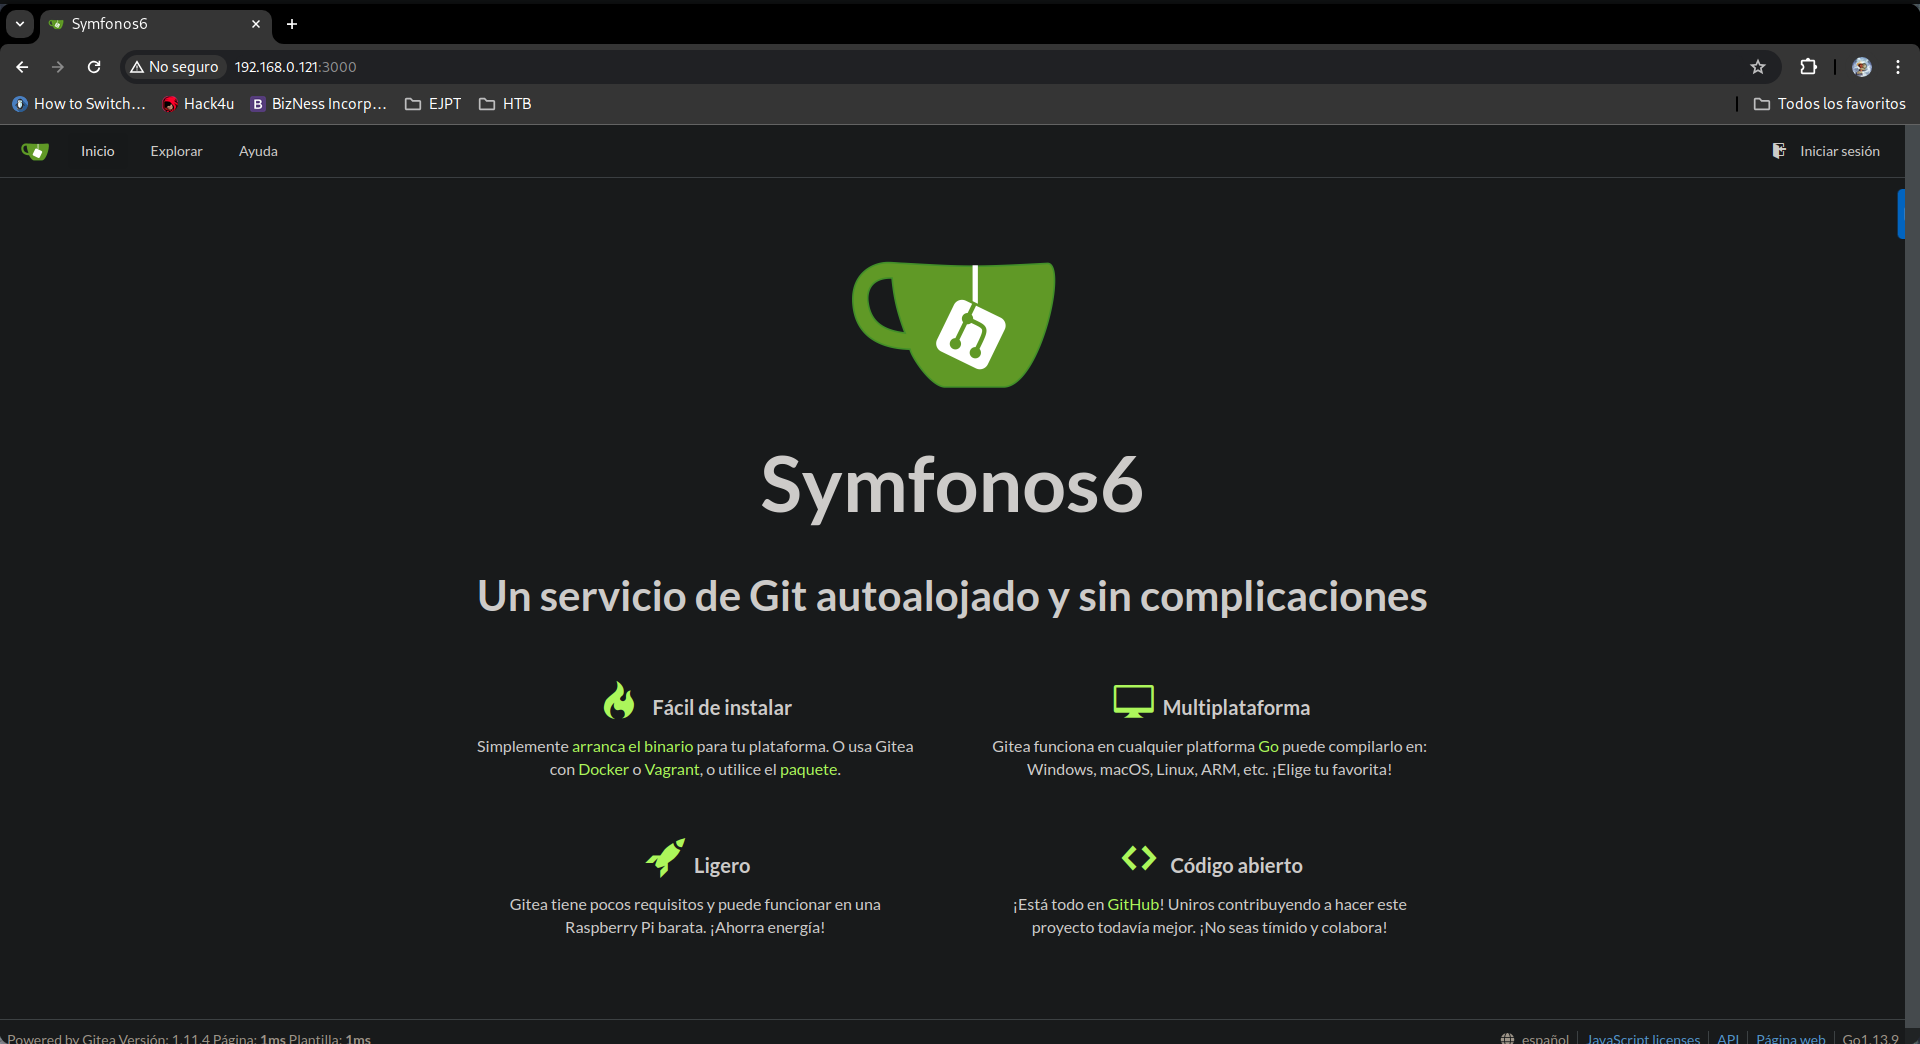 Symfonos6
No seguro 192.168.0.121:3000
How to Switch... Hack4u BizNess Incorp... EJPT HTB Todos los favoritos
Inicio Explorar Ayuda Iniciar sesión
Symfonos6
Un servicio de Git autoalojado y sin complicaciones
Fácil de instalar
Simplemente arranca el binario para tu plataforma. O usa Gitea
con Docker o Vagrant, o utilice el paquete.
Multiplataforma
Gitea funciona en cualquier platforma Go puede compilarlo en:
Windows, macOS, Linux, ARM, etc. ¡Elige tu favorita!
Ligero
Gitea tiene pocos requisitos y puede funcionar en una
Raspberry Pi barata. ¡Ahorra energía!
Código abierto
¡Está todo en GitHub! Uniros contribuyendo a hacer este
proyecto todavía mejor. ¡No seas tímido y colabora!
Powered by Gitea Versión: 1.11.4 Página: 1ms Plantilla: 1ms español JavaScript licenses API Página web Go1.13.9